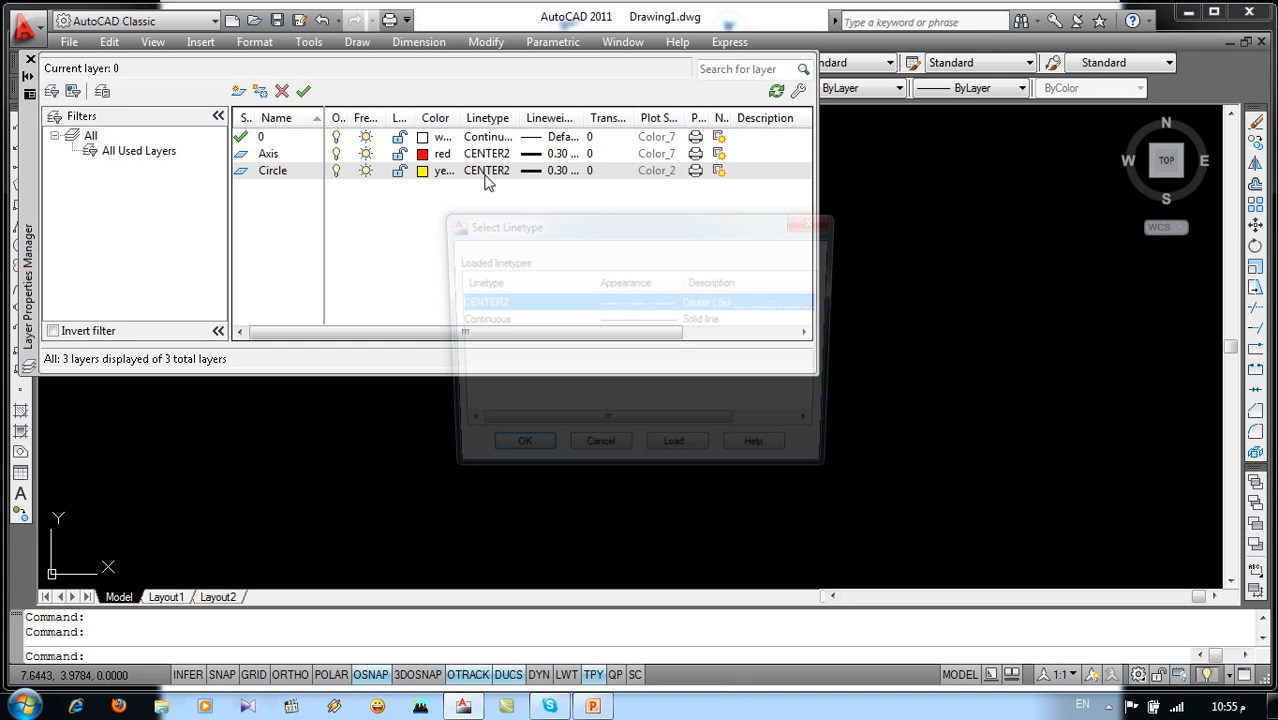 AutoCAD Classic
AutoCAD 2011 Drawing1.dwg
Type a keyword or phrase
File Edit View Insert Format Tools Draw Dimension Modify Parametric Window Help Express
Current layer: 0
Search for layer
ndard Standard Standard
ByLayer ByLayer ByColor
Filters
All
All Used Layers
Invert filter
S.. Name O.. Fre... L... Color Linetype Linewei... Trans... Plot S... P... N.. Description
0 w... Continu... Defa... 0 Color_7
Axis red CENTER2 0.30 ... 0 Color_7
Circle ye... CENTER2 0.30 ... 0 Color_2
Layer Properties Manager
All: 3 layers displayed of 3 total layers
Select Linetype
Loaded linetypes
Linetype Appearance Description
CENTER2 Center (.5x)
Continuous Solid line
OK Cancel Load... Help
N
W TOP E
S
WCS
Y
X
A
Model Layout1 Layout2
Command:
Command:
Command:
7.6443, 3.9784, 0.0000 INFER SNAP GRID ORTHO POLAR OSNAP 3DOSNAP OTRACK DUCS DYN LWT TPY QP SC MODEL 1:1
EN 10:55 م